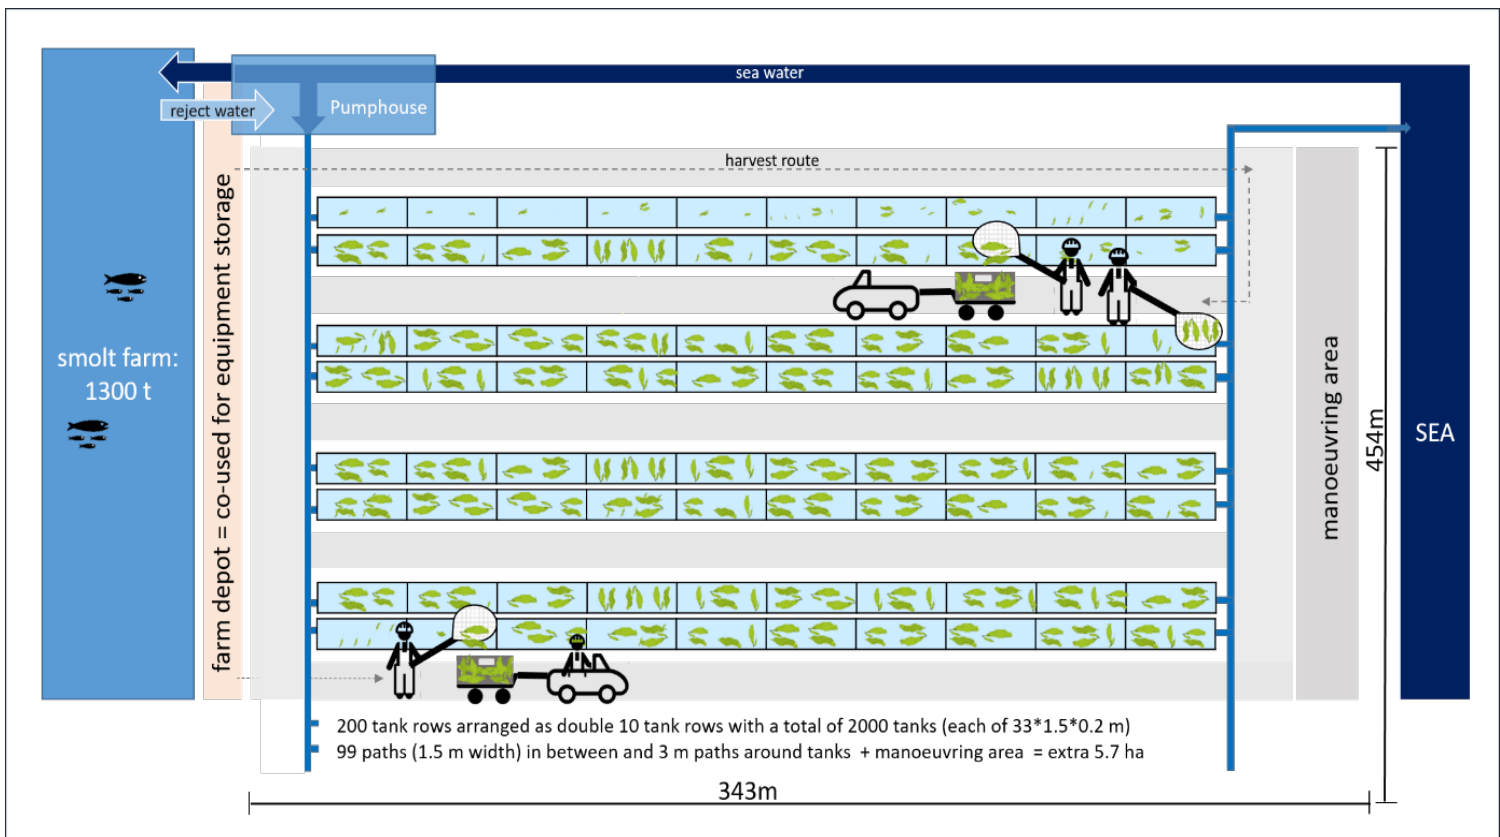 sea water
reject water
Pumphouse
harvest route
smolt farm:
1300 t
farm depot = co-used for equipment storage
manoeuvring area
454m
SEA
200 tank rows arranged as double 10 tank rows with a total of 2000 tanks (each of 33*1.5*0.2 m)
99 paths (1.5 m width) in between and 3 m paths around tanks + manoeuvring area = extra 5.7 ha
343m